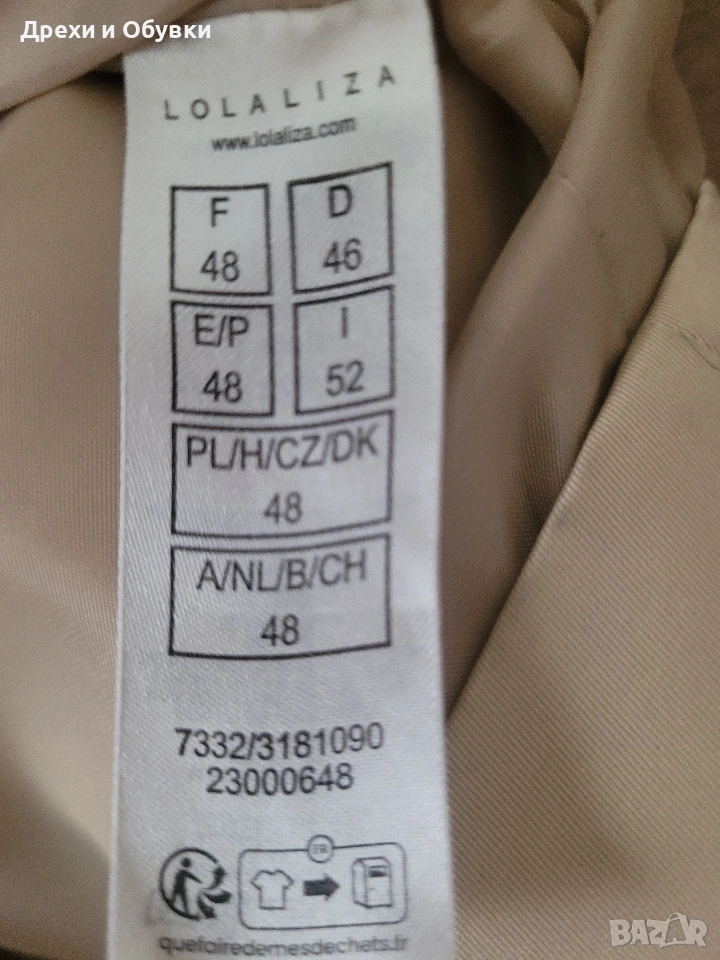 Дрехи и Обувки
LOLALIZA
www.lolaliza.com
F
48
D
46
E/P
48
I
52
PL/H/CZ/DK
48
A/NL/B/CH
48
7332/3181090
23000648
FR
quefairedemesdechets.fr
BAZAR